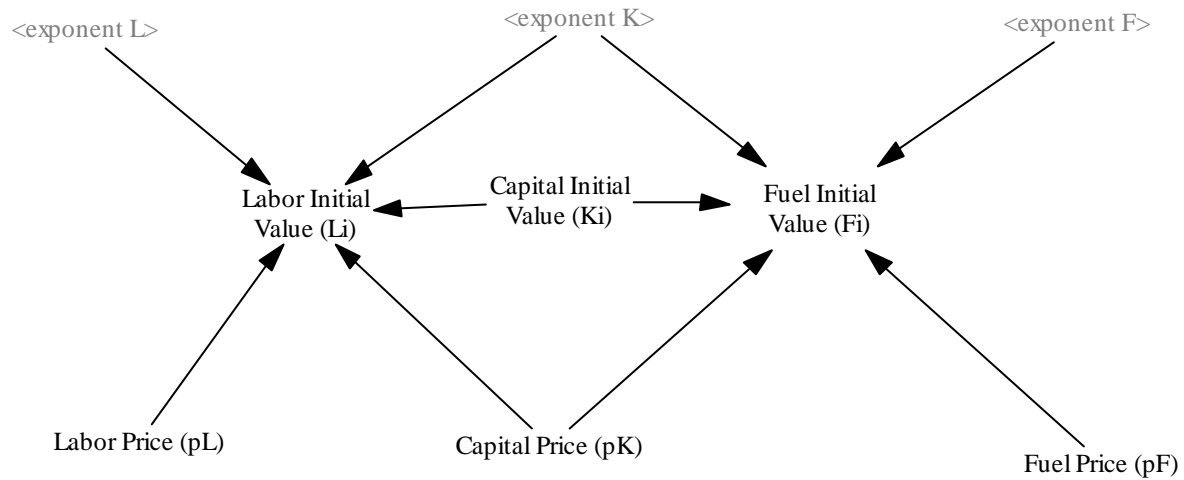 <exponent L>
<exponent K>
<exponent F>
Labor Initial
Value (Li)
Capital Initial
Value (Ki)
Fuel Initial
Value (Fi)
Labor Price (pL)
Capital Price (pK)
Fuel Price (pF)